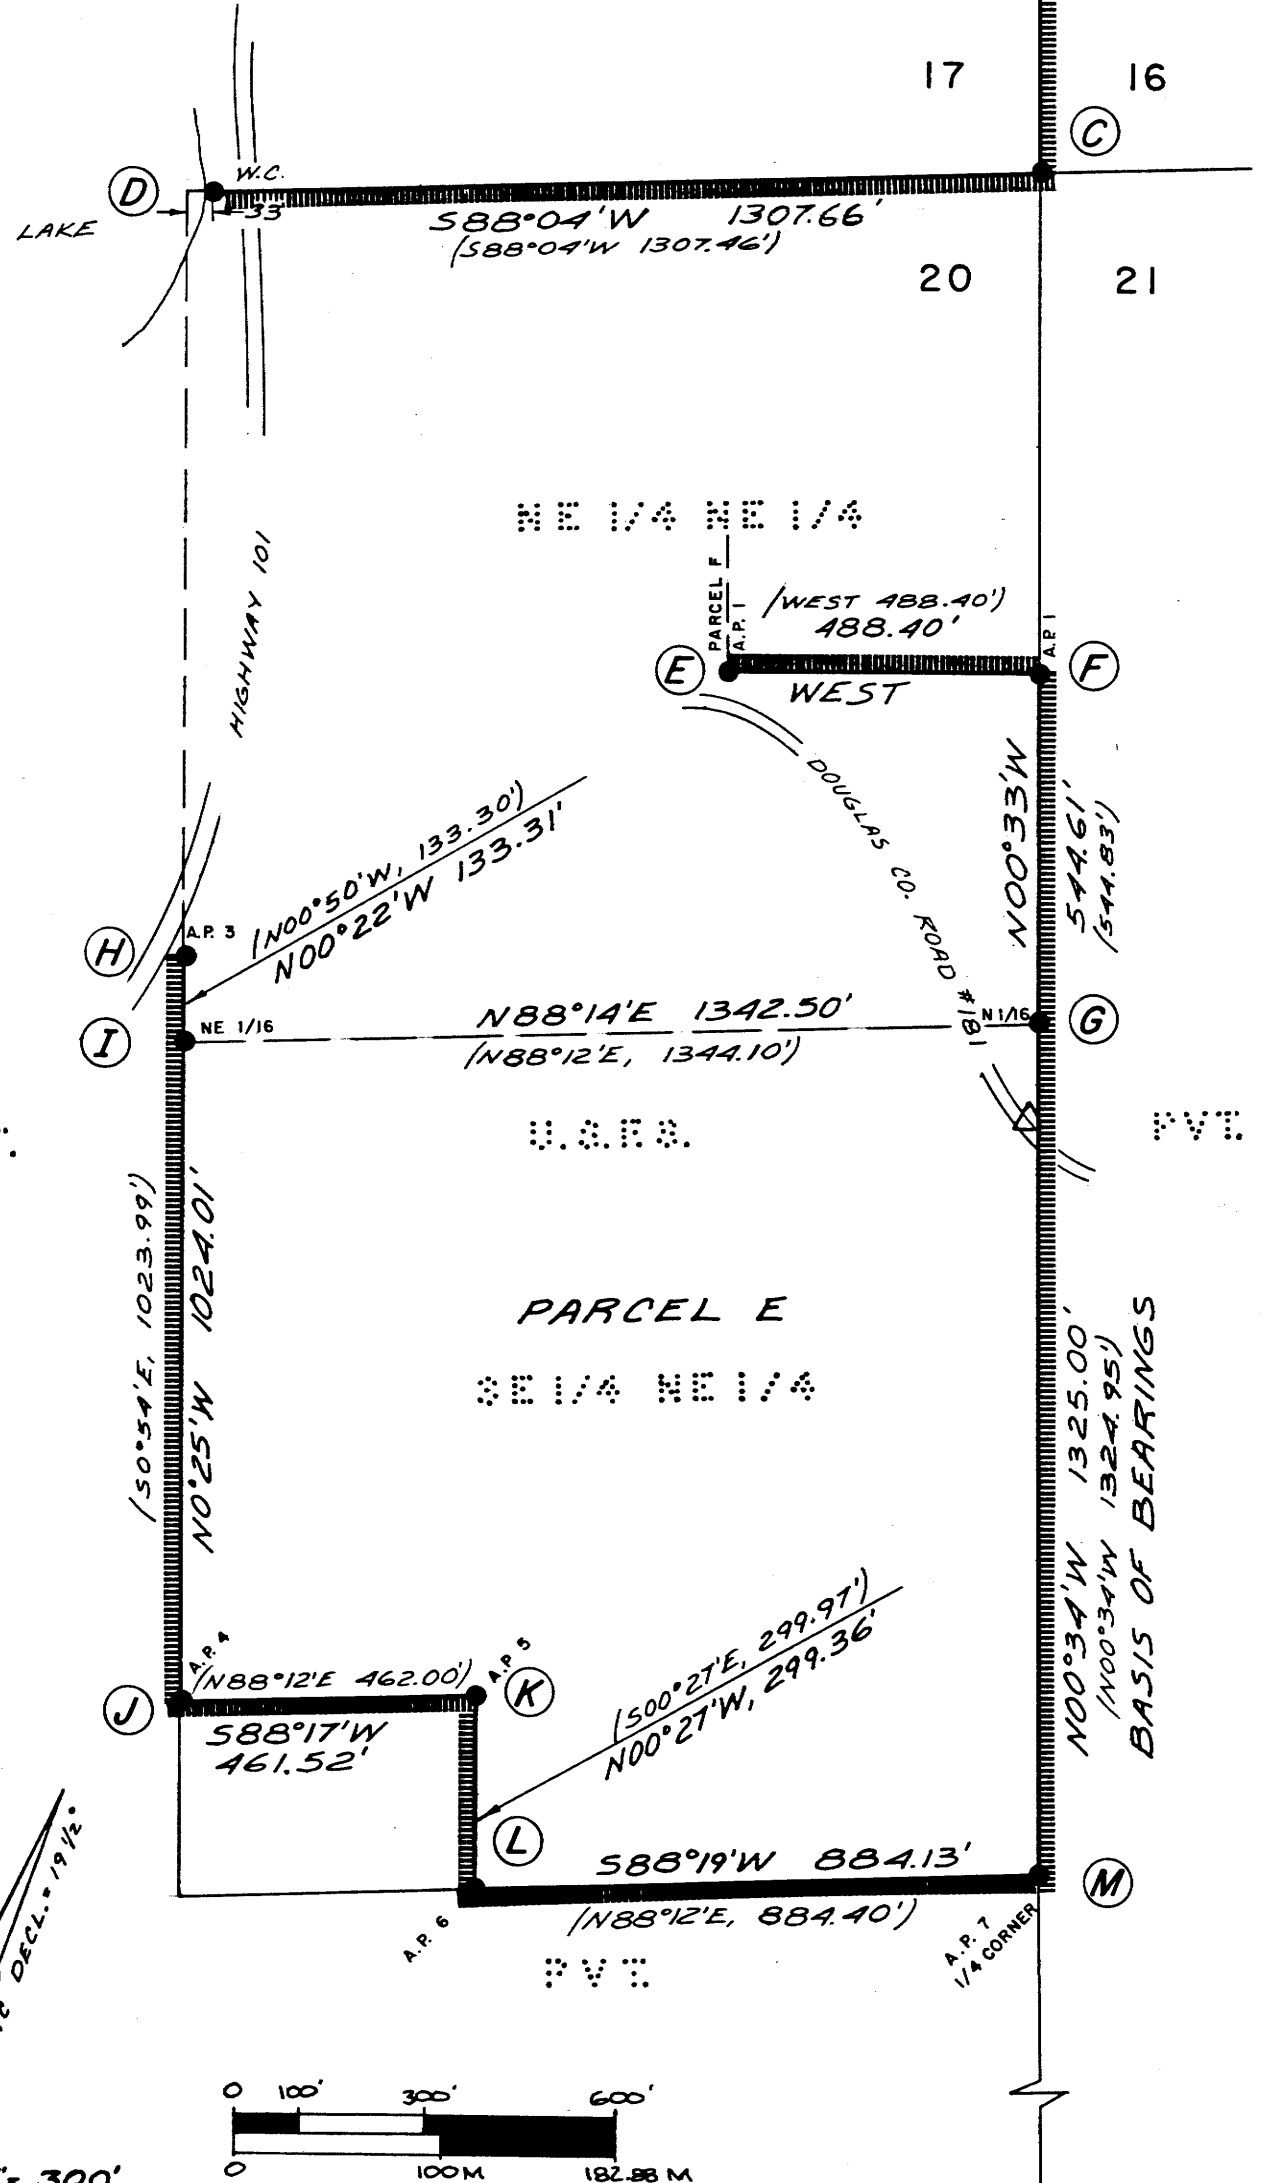 17
16
C
D
W.C.
33'
LAKE
S88°04'W 1307.66'
(S88°04'W 1307.46')
20
21
NE 1/4 NE 1/4
HIGHWAY 101
PARCEL F
A.P. 1
(WEST 488.40')
488.40'
A.P. 1
E
F
WEST
DOUGLAS CO. ROAD #181
N00°33'W
544.61'
(544.83')
(N00°50'W, 133.30')
N00°22'W 133.31'
H
A.P. 3
I
NE 1/16
N88°14'E 1342.50'
N 1/16
G
(N88°12'E, 1344.10')
U.S.F.S.
PVT.
(S0°54'E, 1023.99')
N0°25'W 1024.01'
PARCEL E
SE 1/4 NE 1/4
N00°34'W 1325.00'
(N00°34'W 1324.95')
BASIS OF BEARINGS
A.P. 4
(N88°12'E 462.00')
A.P. 5
J
K
S88°17'W
461.52'
(S00°27'E, 299.97')
N00°27'W, 299.36'
L
S88°19'W 884.13'
M
(N88°12'E, 884.40')
A.P. 6
A.P. 7
1/4 CORNER
PVT.
DECL.= 19 1/2°
0 100' 300' 600'
0 100M 182.88 M
= 300'